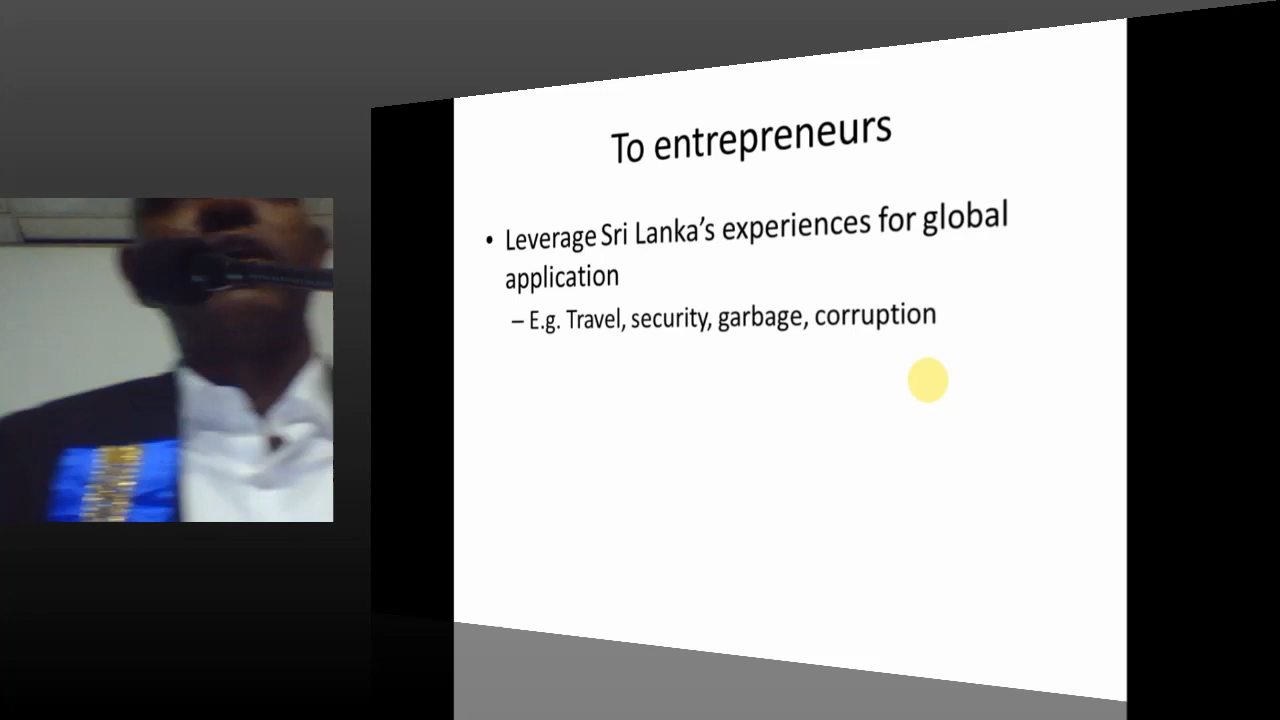 To entrepreneurs
• Leverage Sri Lanka’s experiences for global
application
– E.g. Travel, security, garbage, corruption